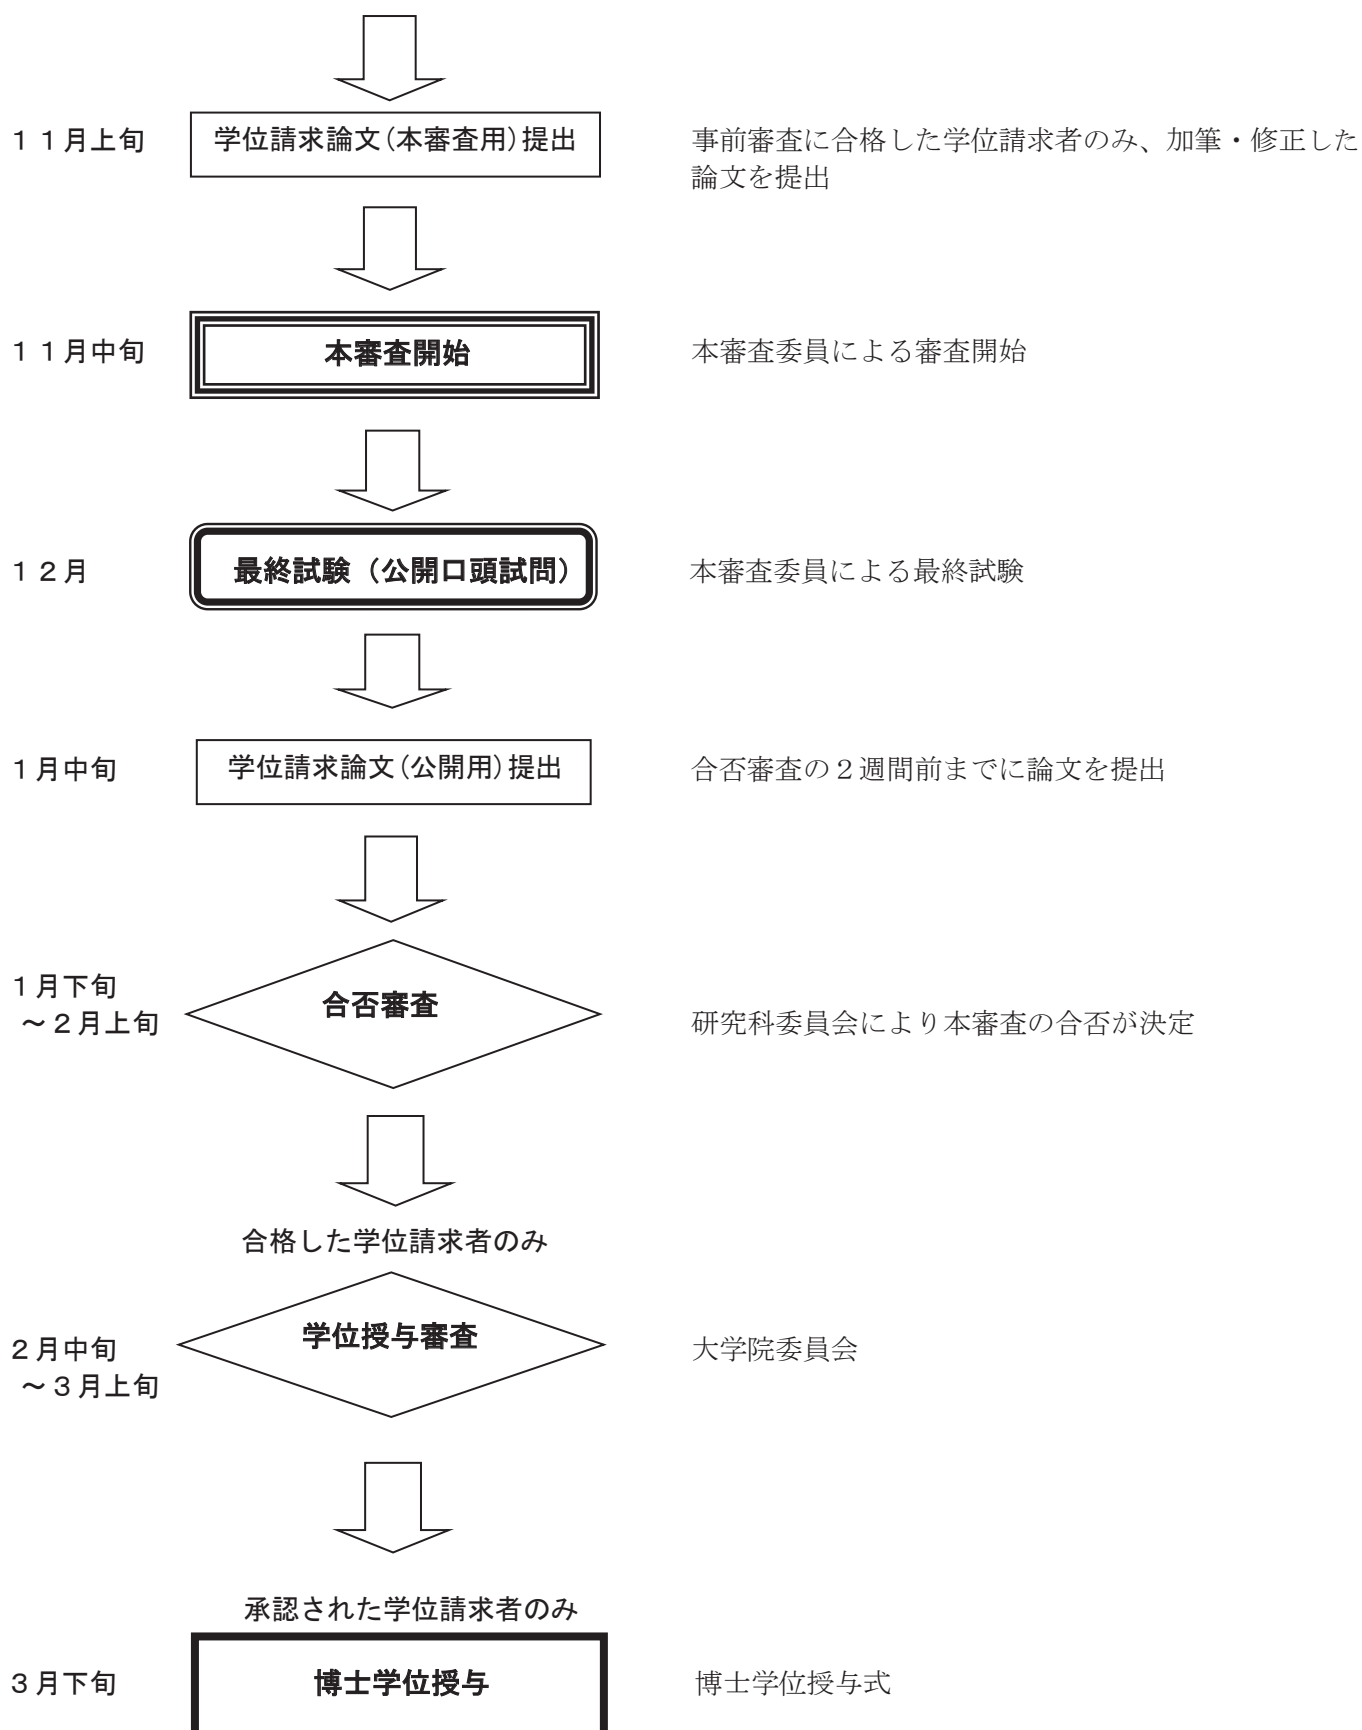 １１月上旬
学位請求論文(本審査用)提出
事前審査に合格した学位請求者のみ、加筆・修正した
論文を提出
１１月中旬
本審査開始
本審査委員による審査開始
１２月
最終試験（公開口頭試問）
本審査委員による最終試験
１月中旬
学位請求論文(公開用)提出
合否審査の２週間前までに論文を提出
１月下旬
～２月上旬
合否審査
研究科委員会により本審査の合否が決定
合格した学位請求者のみ
２月中旬
～３月上旬
学位授与審査
大学院委員会
承認された学位請求者のみ
３月下旬
博士学位授与
博士学位授与式